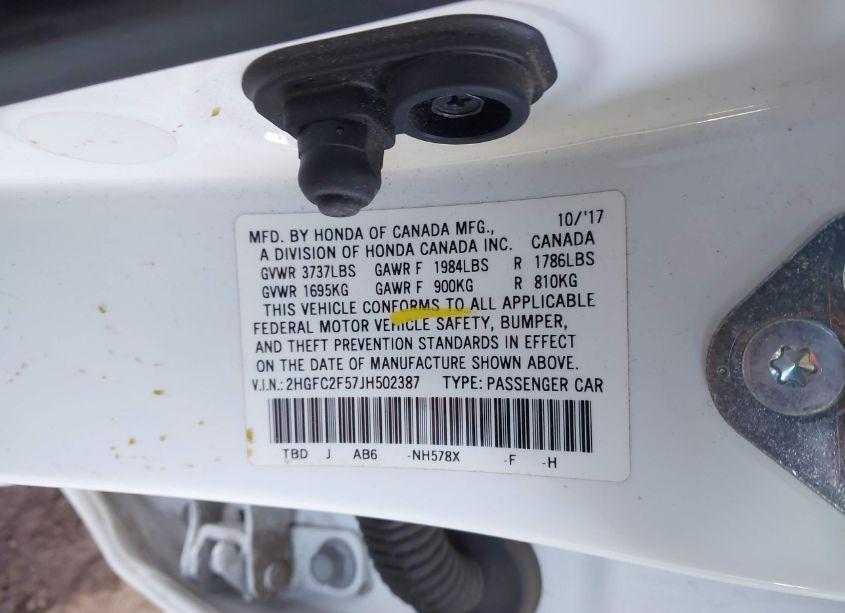 MFD. BY HONDA OF CANADA MFG., 10/'17
A DIVISION OF HONDA CANADA INC. CANADA
GVWR 3737LBS GAWR F 1984LBS R 1786LBS
GVWR 1695KG GAWR F 900KG R 810KG
THIS VEHICLE CONFORMS TO ALL APPLICABLE
FEDERAL MOTOR VEHICLE SAFETY, BUMPER,
AND THEFT PREVENTION STANDARDS IN EFFECT
ON THE DATE OF MANUFACTURE SHOWN ABOVE.
V.I.N.: 2HGFC2F57JH502387 TYPE: PASSENGER CAR
TBD J AB6 -NH578X -F -H